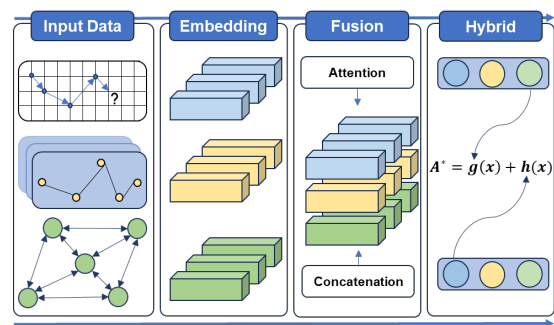 Input Data
Embedding
Fusion
Hybrid
?
Attention
Concatenation
A* = g(x) + h(x)